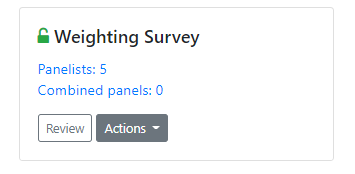 Weighting Survey
Panelists: 5
Combined panels: 0
Review Actions